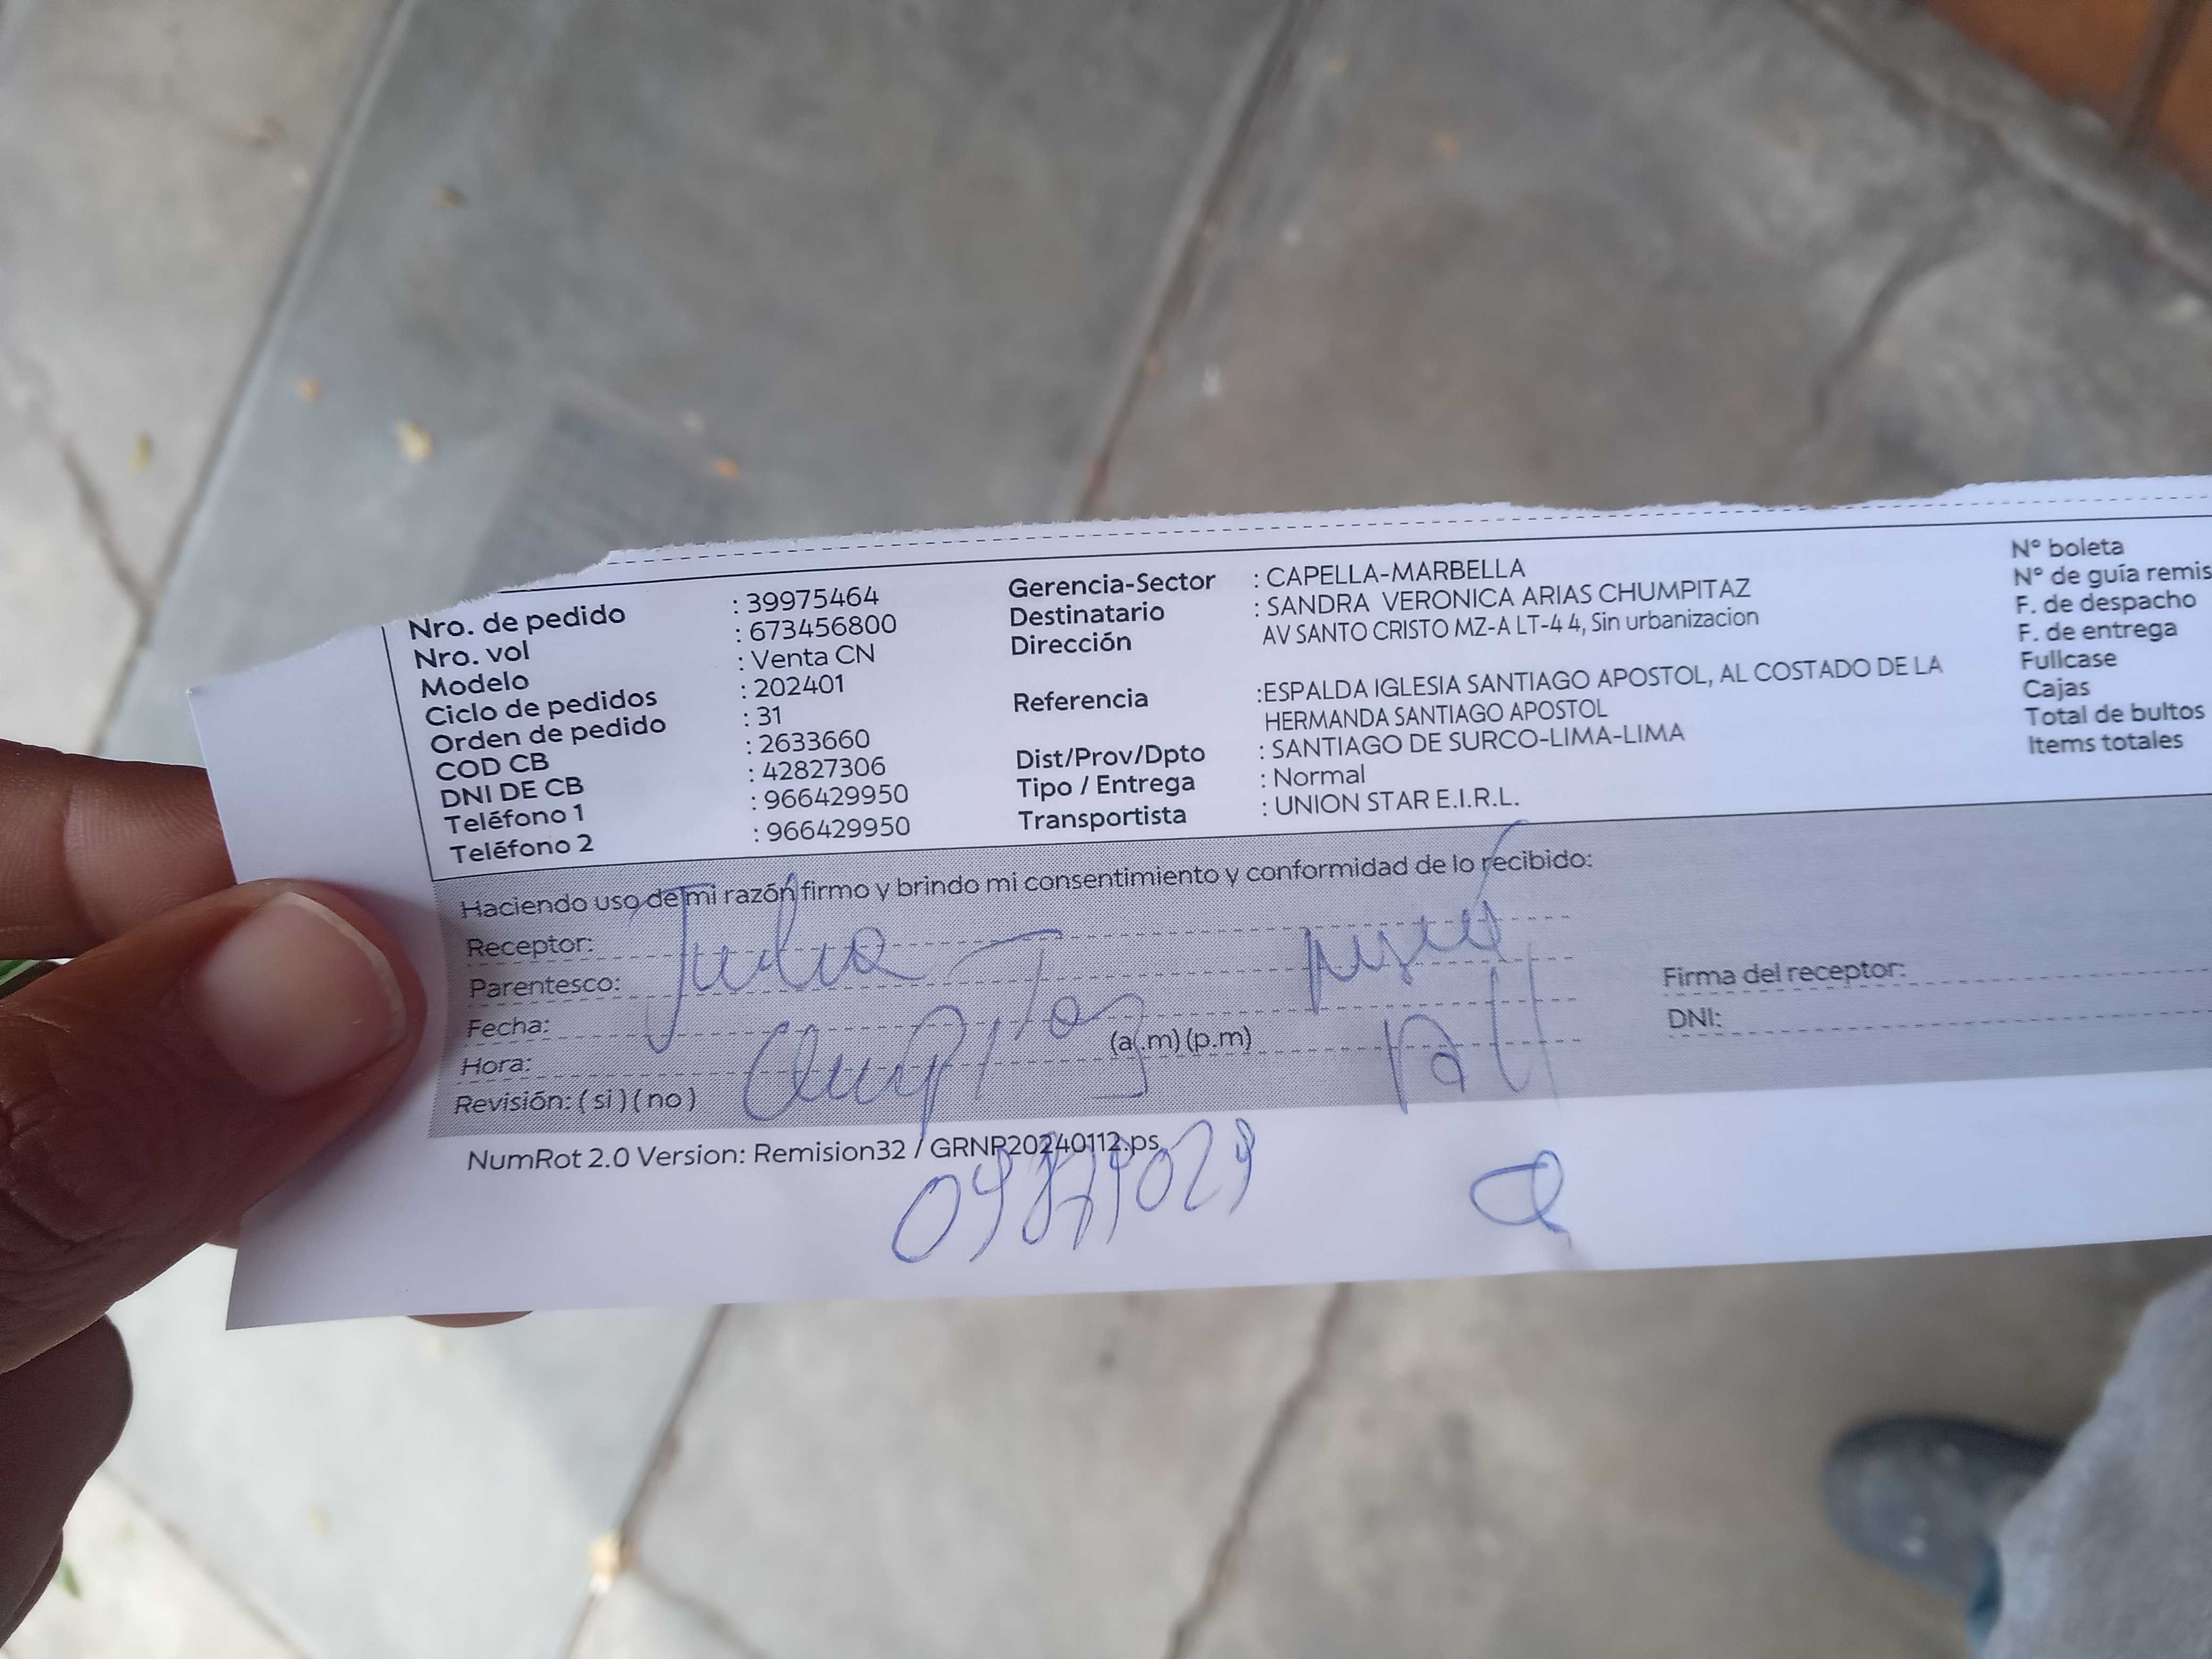 Nro. de pedido : 39975464
Nro. vol : 673456800
Modelo : Venta CN
Ciclo de pedidos : 202401
Orden de pedido : 31
COD CB : 2633660
DNI DE CB : 42827306
Teléfono 1 : 966429950
Teléfono 2 : 966429950
Gerencia-Sector : CAPELLA-MARBELLA
Destinatario : SANDRA VERONICA ARIAS CHUMPITAZ
Dirección AV SANTO CRISTO MZ-A LT-4 4, Sin urbanizacion
Referencia :ESPALDA IGLESIA SANTIAGO APOSTOL, AL COSTADO DE LA
HERMANDA SANTIAGO APOSTOL
Dist/Prov/Dpto : SANTIAGO DE SURCO-LIMA-LIMA
Tipo / Entrega : Normal
Transportista : UNION STAR E.I.R.L.
N° boleta
N° de guía remis
F. de despacho
F. de entrega
Fullcase
Cajas
Total de bultos
Items totales
Haciendo uso de mi razón firmo y brindo mi consentimiento y conformidad de lo recibido:
Receptor: Julia
Parentesco:
Fecha:
Hora: (a.m) (p.m)
Revisión: ( si ) ( no )
Firma del receptor:
DNI:
NumRot 2.0 Version: Remision32 / GRNP20240112.ps